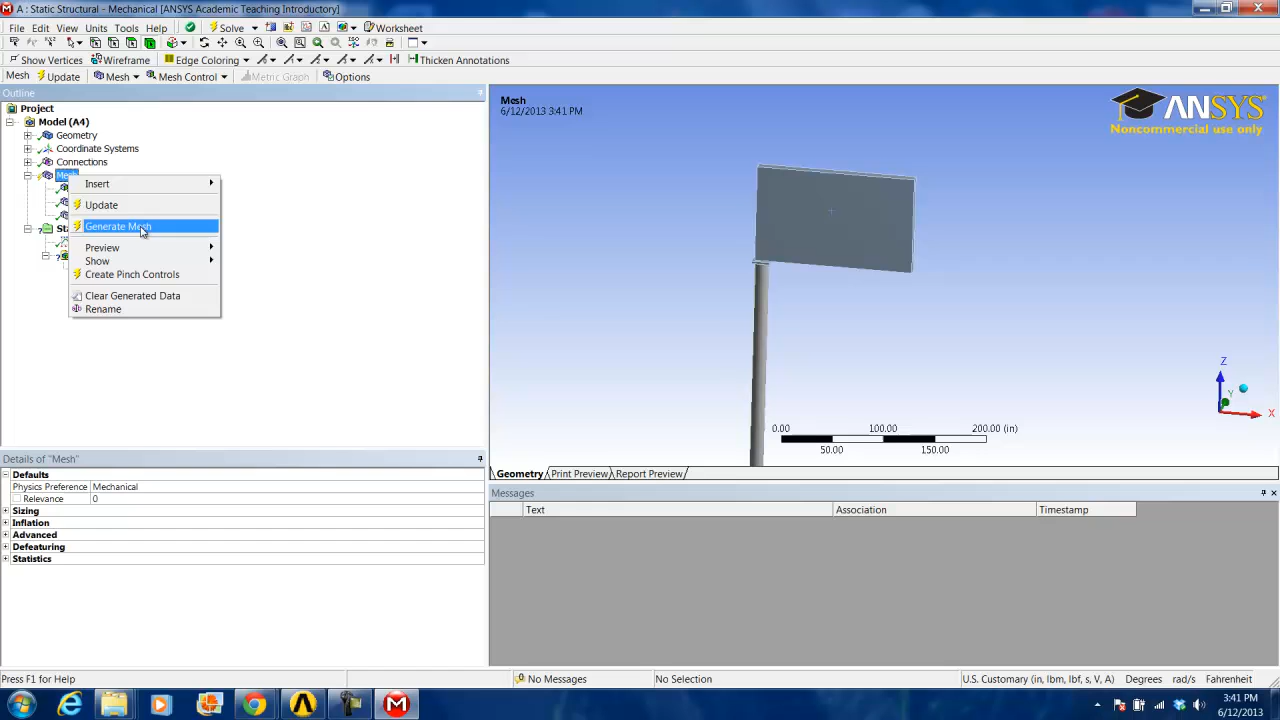 A : Static Structural - Mechanical [ANSYS Academic Teaching Introductory]
File Edit View Units Tools Help Solve Worksheet
Show Vertices Wireframe Edge Coloring Thicken Annotations
Mesh Update Mesh Mesh Control Metric Graph Options
Outline
Project
Model (A4)
Geometry
Coordinate Systems
Connections
Insert
Update
Generate Mesh
Preview
Show
Create Pinch Controls
Clear Generated Data
Rename
Mesh
6/12/2013 3:41 PM
ANSYS
Noncommercial use only
Z
Y
X
0.00 100.00 200.00 (in)
50.00 150.00
Geometry Print Preview Report Preview
Details of "Mesh"
Defaults
Physics Preference Mechanical
Relevance 0
Sizing
Inflation
Advanced
Defeaturing
Statistics
Messages
Text Association Timestamp
Press F1 for Help No Messages No Selection U.S. Customary (in, lbm, lbf, s, V, A) Degrees rad/s Fahrenheit
3:41 PM
6/12/2013